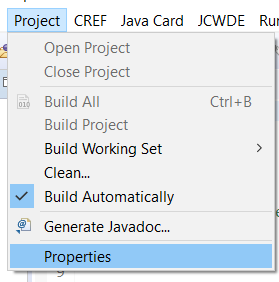 Project CREF Java Card JCWDE Ru
Open Project
Close Project
Build All Ctrl+B
Build Project
Build Working Set
Clean...
Build Automatically
Generate Javadoc...
Properties
9